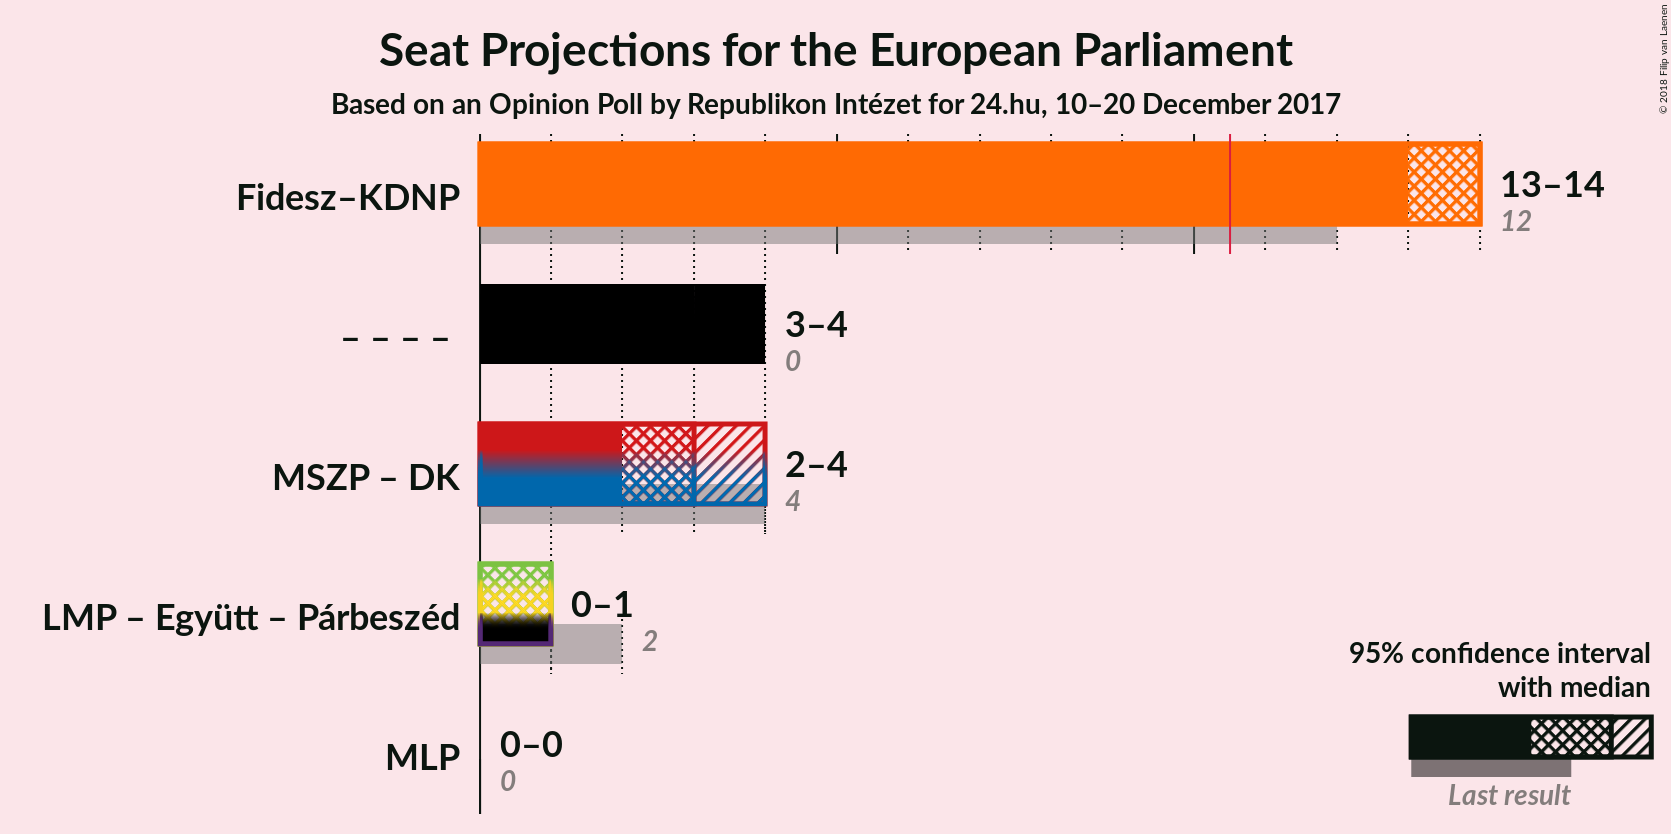 Seat Projections for the European Parliament
Based on an Opinion Poll by Republikon Intézet for 24.hu, 10–20 December 2017
© 2018 Filip van Laenen
Fidesz–KDNP
13–14
12
– – – –
3–4
0
MSZP – DK
2–4
4
LMP – Együtt – Párbeszéd
0–1
2
MLP
0–0
0
95% confidence interval
with median
Last result